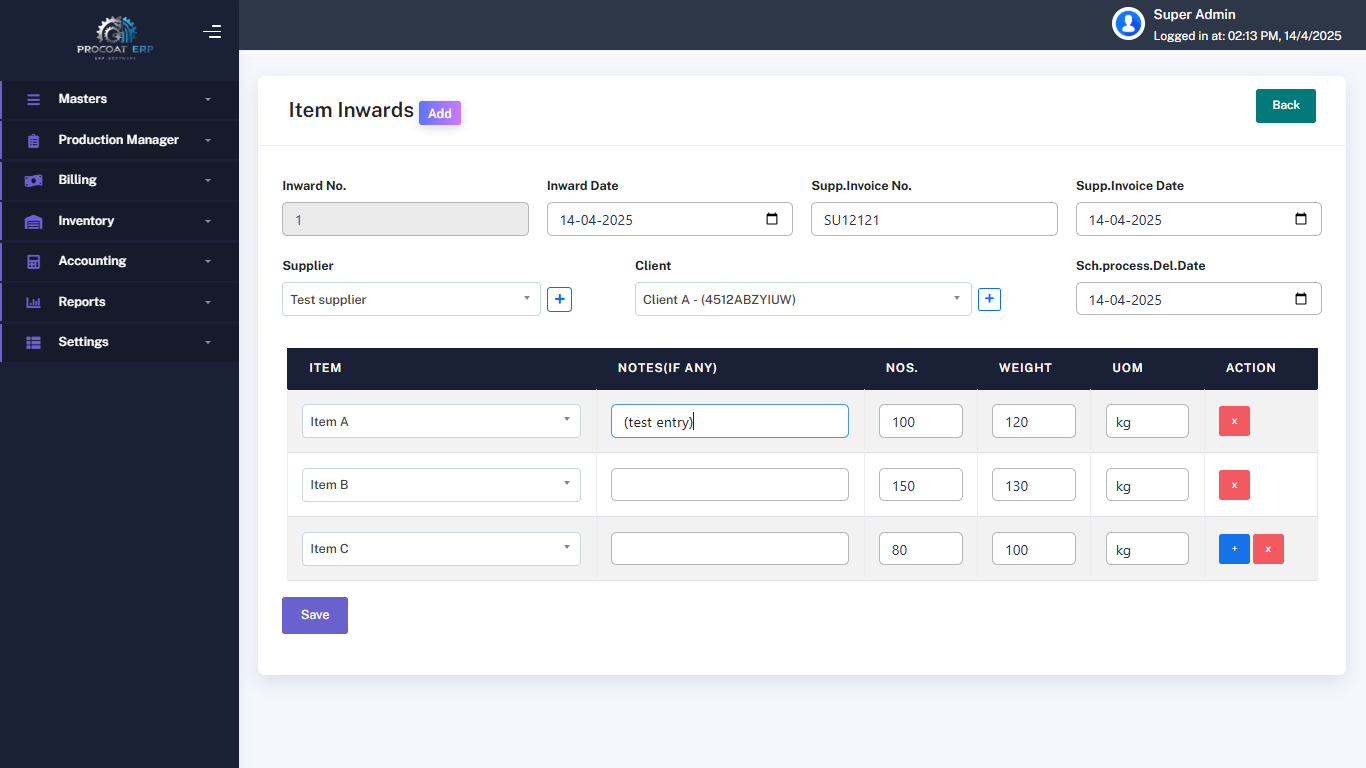 PROCOAT ERP
ERP SOFTWARE
Super Admin
Logged in at: 02:13 PM, 14/4/2025
Masters
Production Manager
Billing
Inventory
Accounting
Reports
Settings
Item Inwards Add
Back
Inward No. Inward Date Supp.Invoice No. Supp.Invoice Date
1 14-04-2025 SU12121 14-04-2025
Supplier Client Sch.process.Del.Date
Test supplier + Client A - (4512ABZYIUW) + 14-04-2025
ITEM NOTES(IF ANY) NOS. WEIGHT UOM ACTION
Item A (test entry) 100 120 kg x
Item B 150 130 kg x
Item C 80 100 kg + x
Save